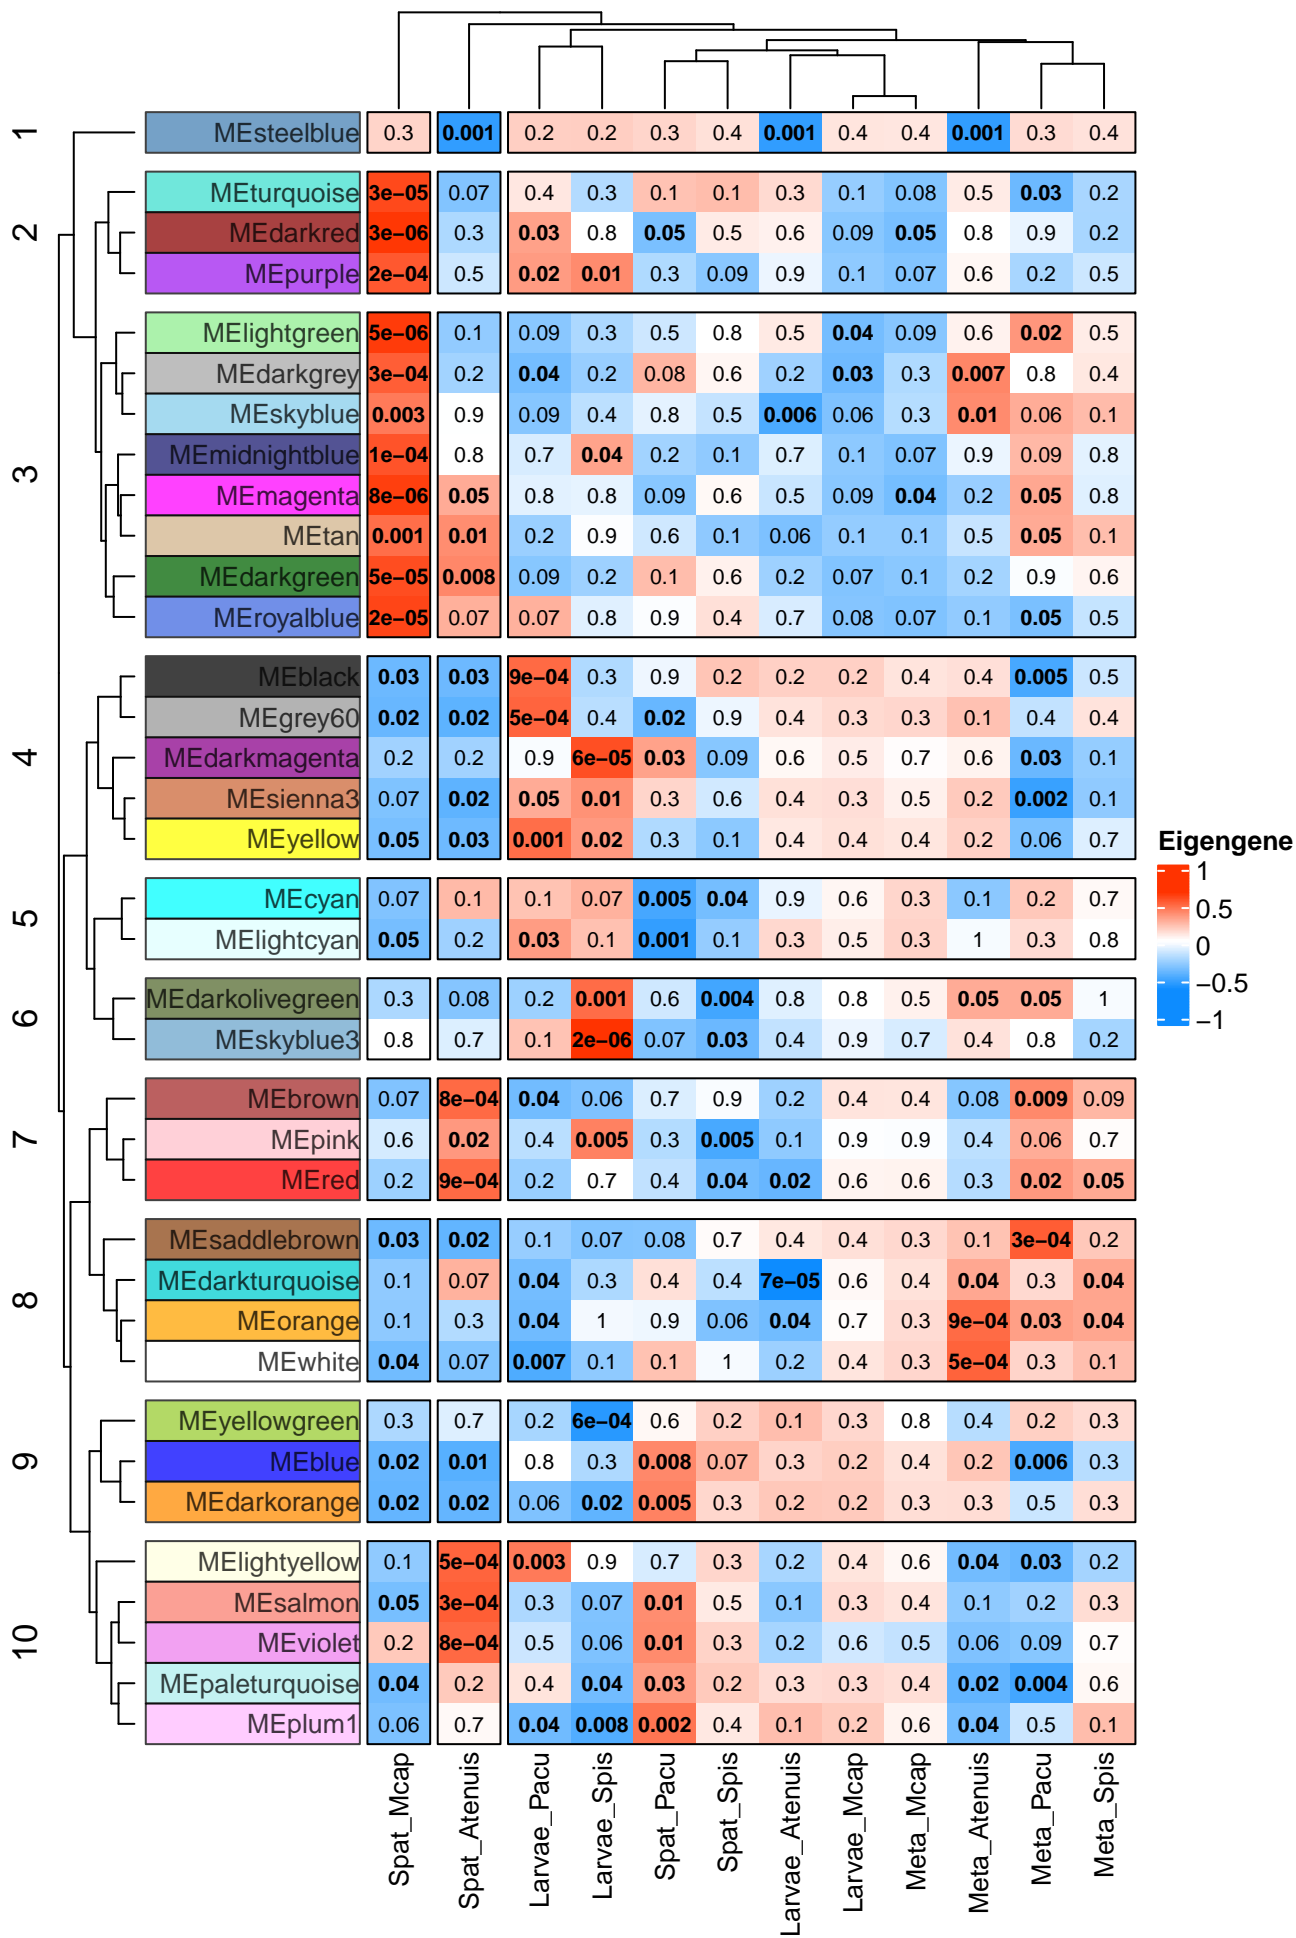 1
MEsteelblue 0.3 0.001 0.2 0.2 0.3 0.4 0.001 0.4 0.4 0.001 0.3 0.4
2
MEturquoise 3e−05 0.07 0.4 0.3 0.1 0.1 0.3 0.1 0.08 0.5 0.03 0.2
MEdarkred 3e−06 0.3 0.03 0.8 0.05 0.5 0.6 0.09 0.05 0.8 0.9 0.2
MEpurple 2e−04 0.5 0.02 0.01 0.3 0.09 0.9 0.1 0.07 0.6 0.2 0.5
3
MElightgreen 5e−06 0.1 0.09 0.3 0.5 0.8 0.5 0.04 0.09 0.6 0.02 0.5
MEdarkgrey 3e−04 0.2 0.04 0.2 0.08 0.6 0.2 0.03 0.3 0.007 0.8 0.4
MEskyblue 0.003 0.9 0.09 0.4 0.8 0.5 0.006 0.06 0.3 0.01 0.06 0.1
MEmidnightblue 1e−04 0.8 0.7 0.04 0.2 0.1 0.7 0.1 0.07 0.9 0.09 0.8
MEmagenta 8e−06 0.05 0.8 0.8 0.09 0.6 0.5 0.09 0.04 0.2 0.05 0.8
MEtan 0.001 0.01 0.2 0.9 0.6 0.1 0.06 0.1 0.1 0.5 0.05 0.1
MEdarkgreen 5e−05 0.008 0.09 0.2 0.1 0.6 0.2 0.07 0.1 0.2 0.9 0.6
MEroyalblue 2e−05 0.07 0.07 0.8 0.9 0.4 0.7 0.08 0.07 0.1 0.05 0.5
4
MEblack 0.03 0.03 9e−04 0.3 0.9 0.2 0.2 0.2 0.4 0.4 0.005 0.5
MEgrey60 0.02 0.02 5e−04 0.4 0.02 0.9 0.4 0.3 0.3 0.1 0.4 0.4
MEdarkmagenta 0.2 0.2 0.9 6e−05 0.03 0.09 0.6 0.5 0.7 0.6 0.03 0.1
MEsienna3 0.07 0.02 0.05 0.01 0.3 0.6 0.4 0.3 0.5 0.2 0.002 0.1
MEyellow 0.05 0.03 0.001 0.02 0.3 0.1 0.4 0.4 0.4 0.2 0.06 0.7
5
MEcyan 0.07 0.1 0.1 0.07 0.005 0.04 0.9 0.6 0.3 0.1 0.2 0.7
MElightcyan 0.05 0.2 0.03 0.1 0.001 0.1 0.3 0.5 0.3 1 0.3 0.8
6
MEdarkolivegreen 0.3 0.08 0.2 0.001 0.6 0.004 0.8 0.8 0.5 0.05 0.05 1
MEskyblue3 0.8 0.7 0.1 2e−06 0.07 0.03 0.4 0.9 0.7 0.4 0.8 0.2
7
MEbrown 0.07 8e−04 0.04 0.06 0.7 0.9 0.2 0.4 0.4 0.08 0.009 0.09
MEpink 0.6 0.02 0.4 0.005 0.3 0.005 0.1 0.9 0.9 0.4 0.06 0.7
MEred 0.2 9e−04 0.2 0.7 0.4 0.04 0.02 0.6 0.6 0.3 0.02 0.05
8
MEsaddlebrown 0.03 0.02 0.1 0.07 0.08 0.7 0.4 0.4 0.3 0.1 3e−04 0.2
MEdarkturquoise 0.1 0.07 0.04 0.3 0.4 0.4 7e−05 0.6 0.4 0.04 0.3 0.04
MEorange 0.1 0.3 0.04 1 0.9 0.06 0.04 0.7 0.3 9e−04 0.03 0.04
MEwhite 0.04 0.07 0.007 0.1 0.1 1 0.2 0.4 0.3 5e−04 0.3 0.1
9
MEyellowgreen 0.3 0.7 0.2 6e−04 0.6 0.2 0.1 0.3 0.8 0.4 0.2 0.3
MEblue 0.02 0.01 0.8 0.3 0.008 0.07 0.3 0.2 0.4 0.2 0.006 0.3
MEdarkorange 0.02 0.02 0.06 0.02 0.005 0.3 0.2 0.2 0.3 0.3 0.5 0.3
10
MElightyellow 0.1 5e−04 0.003 0.9 0.7 0.3 0.2 0.4 0.6 0.04 0.03 0.2
MEsalmon 0.05 3e−04 0.3 0.07 0.01 0.5 0.1 0.3 0.4 0.1 0.2 0.3
MEviolet 0.2 8e−04 0.5 0.06 0.01 0.3 0.2 0.6 0.5 0.06 0.09 0.7
MEpaleturquoise 0.04 0.2 0.4 0.04 0.03 0.2 0.3 0.3 0.4 0.02 0.004 0.6
MEplum1 0.06 0.7 0.04 0.008 0.002 0.4 0.1 0.2 0.6 0.04 0.5 0.1
Spat_Mcap
Spat_Atenuis
Larvae_Pacu
Larvae_Spis
Spat_Pacu
Spat_Spis
Larvae_Atenuis
Larvae_Mcap
Meta_Mcap
Meta_Atenuis
Meta_Pacu
Meta_Spis
Eigengene
1
0.5
0
−0.5
−1